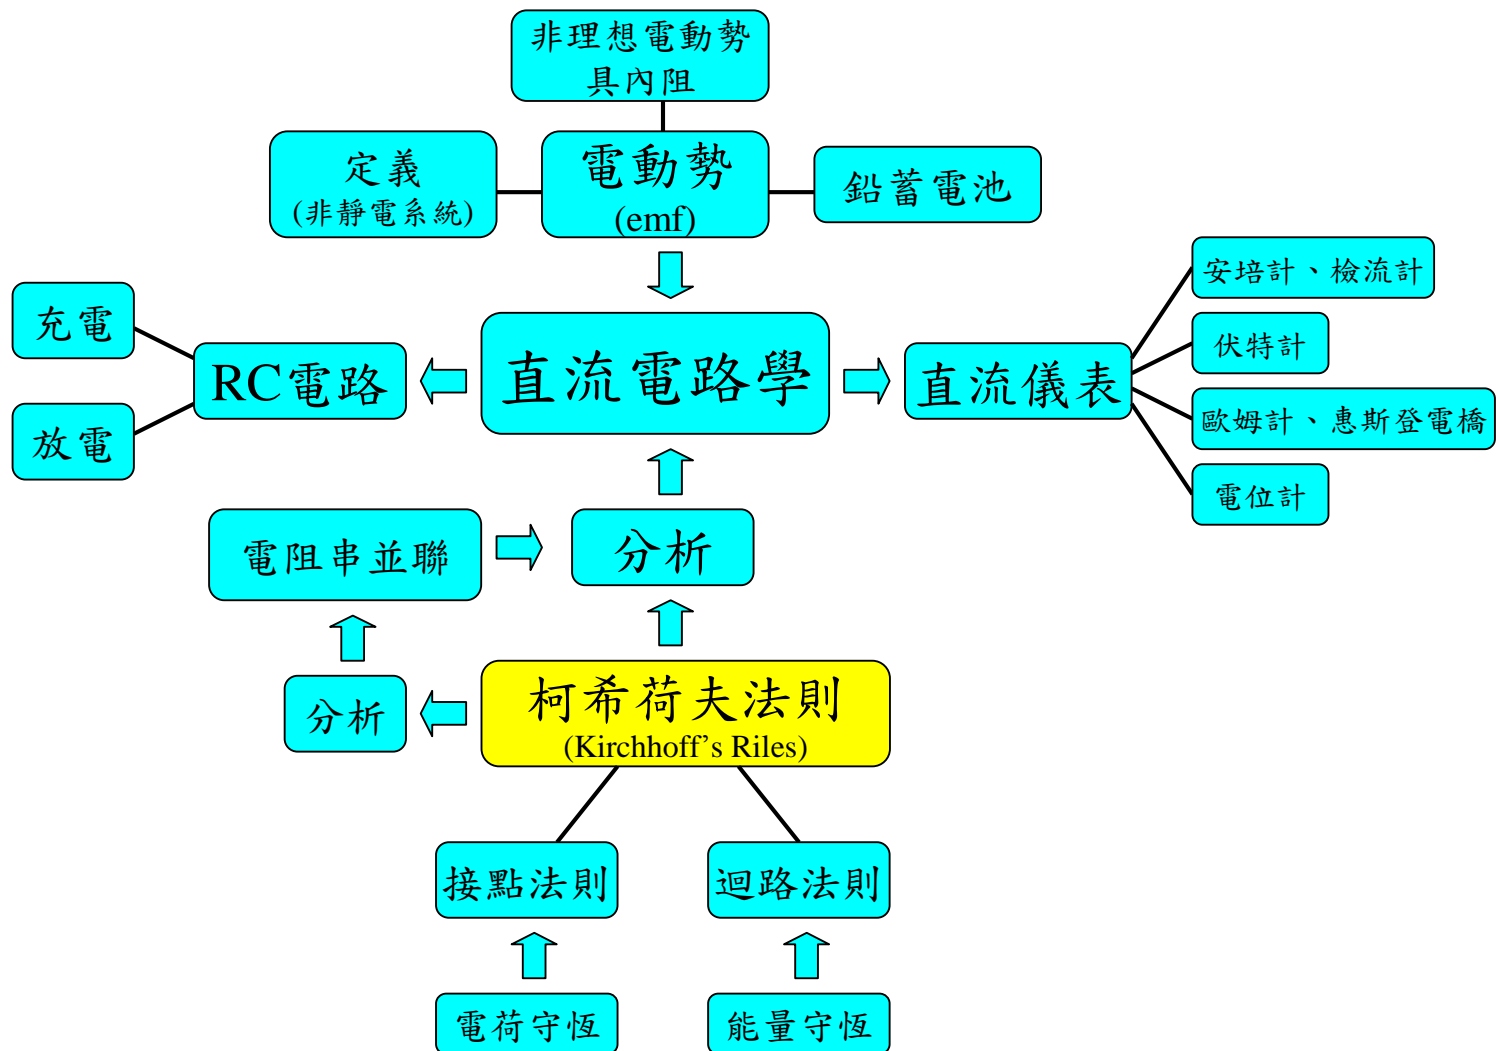 非理想電動勢
具內阻
定義
(非靜電系統)
電動勢
(emf)
鉛蓄電池
充電
放電
RC電路
直流電路學
直流儀表
安培計、檢流計
伏特計
歐姆計、惠斯登電橋
電位計
電阻串並聯
分析
分析
柯希荷夫法則
(Kirchhoff’s Riles)
接點法則
迴路法則
電荷守恆
能量守恆